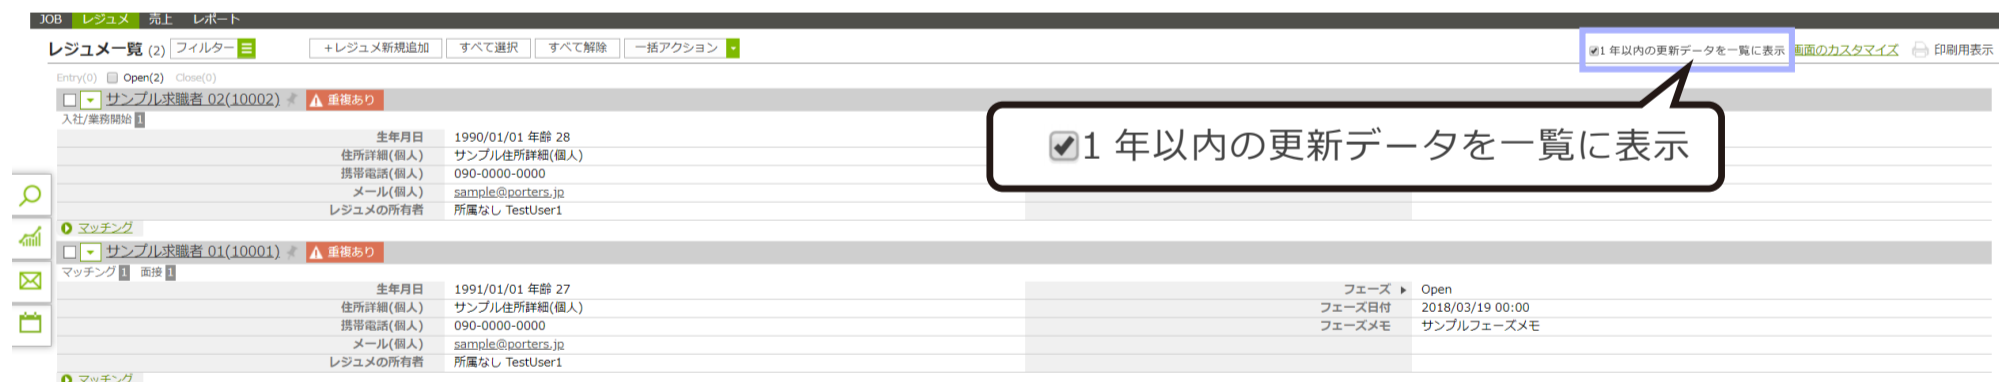 JOB レジュメ 売上 レポート
レジュメ一覧 (2) フィルター +レジュメ新規追加 すべて選択 すべて解除 一括アクション 1 年以内の更新データを一覧に表示 画面のカスタマイズ 印刷用表示
Entry(0) Open(2) Close(0)
サンプル求職者 02(10002) 重複あり
入社/業務開始 1
1 年以内の更新データを一覧に表示
生年月日 1990/01/01 年齢 28
住所詳細(個人) サンプル住所詳細(個人)
携帯電話(個人) 090-0000-0000
メール(個人) sample@porters.jp
レジュメの所有者 所属なし TestUser1
マッチング
サンプル求職者 01(10001) 重複あり
マッチング 1 面接 1
生年月日 1991/01/01 年齢 27 フェーズ Open
住所詳細(個人) サンプル住所詳細(個人) フェーズ日付 2018/03/19 00:00
携帯電話(個人) 090-0000-0000 フェーズメモ サンプルフェーズメモ
メール(個人) sample@porters.jp
レジュメの所有者 所属なし TestUser1
マッチング